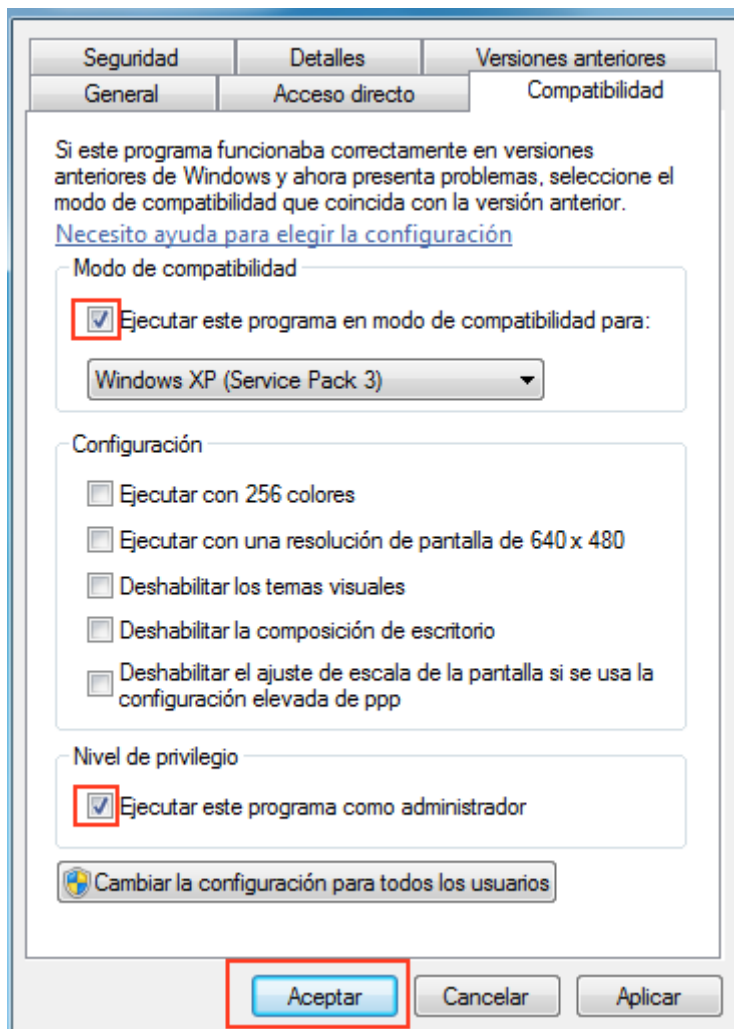 Seguridad
Detalles
Versiones anteriores
General
Acceso directo
Compatibilidad
Si este programa funcionaba correctamente en versiones
anteriores de Windows y ahora presenta problemas, seleccione el
modo de compatibilidad que coincida con la versión anterior.
Necesito ayuda para elegir la configuración
Modo de compatibilidad
Ejecutar este programa en modo de compatibilidad para:
Windows XP (Service Pack 3)
Configuración
Ejecutar con 256 colores
Ejecutar con una resolución de pantalla de 640 x 480
Deshabilitar los temas visuales
Deshabilitar la composición de escritorio
Deshabilitar el ajuste de escala de la pantalla si se usa la
configuración elevada de ppp
Nivel de privilegio
Ejecutar este programa como administrador
Cambiar la configuración para todos los usuarios
Aceptar
Cancelar
Aplicar